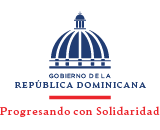 GOBIERNO DE LA
REPÚBLICA DOMINICANA
Progresando con Solidaridad